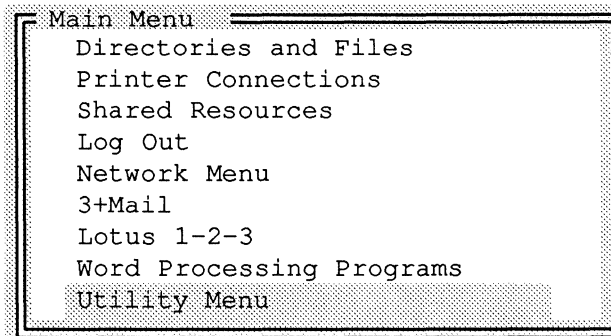 Main Menu
Directories and Files
Printer Connections
Shared Resources
Log Out
Network Menu
3+Mail
Lotus 1-2-3
Word Processing Programs
Utility Menu